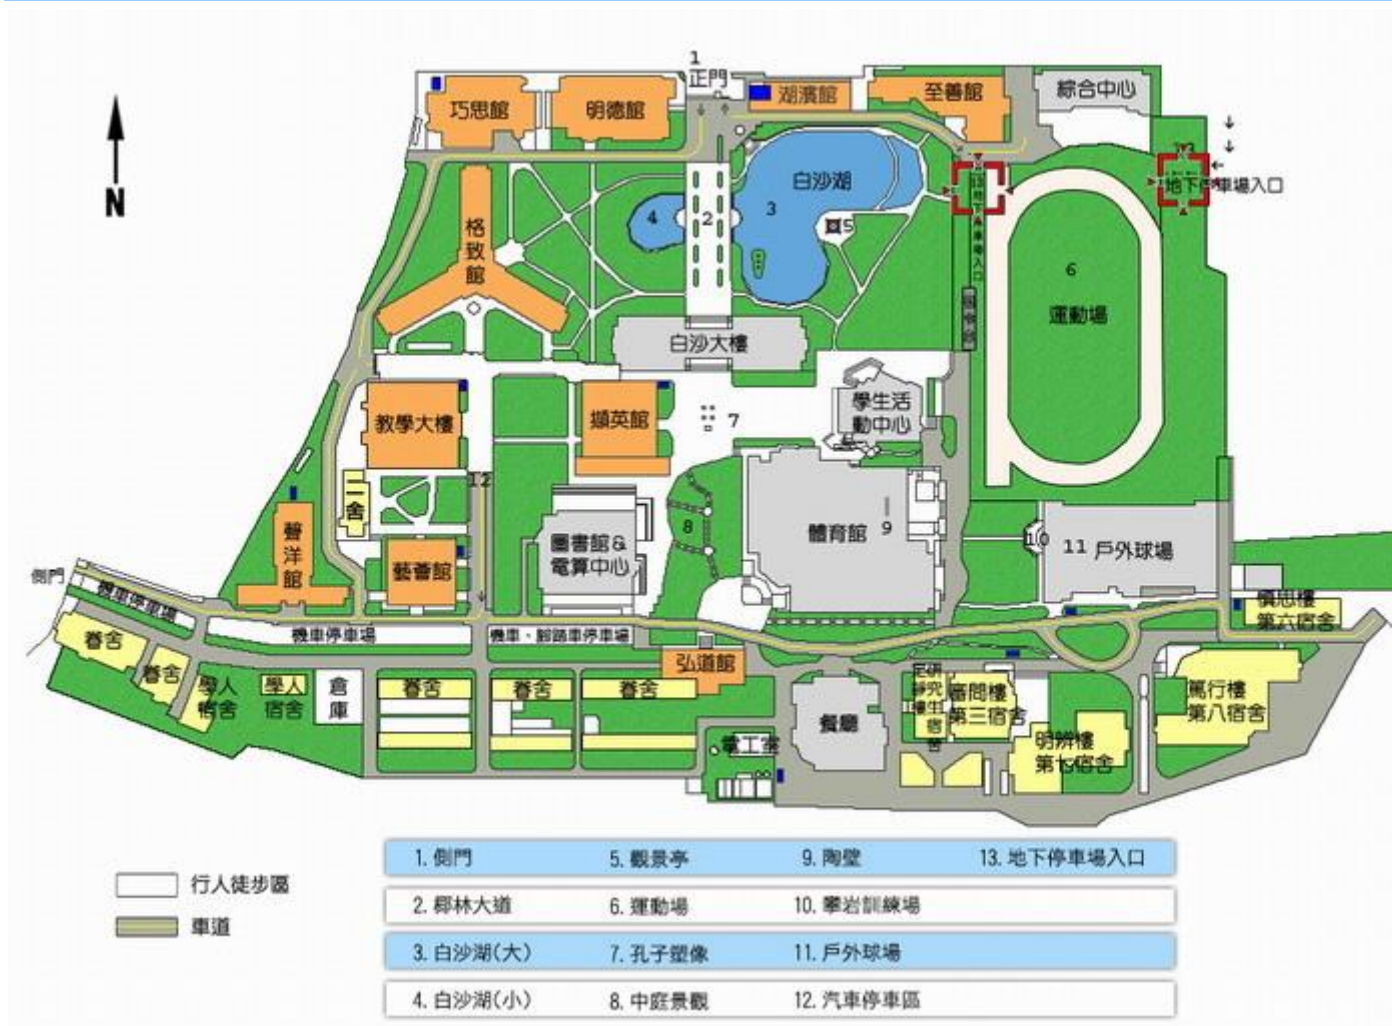 1
正門
巧思館
明德館
湖濱館
至善館
綜合中心
N
白沙湖
3
4
2
5
地下停車場入口
格致館
6
運動場
白沙大樓
教學大樓
擷英館
7
學生活
動中心
12
二舍
聲洋館
藝薈館
圖書館&
電算中心
8
體育館
9
10
11 戶外球場
側門
機車停車場
機車停車場
機車、腳踏車停車場
弘道館
慎思樓
第六宿舍
眷舍
眷舍
學人
宿舍
學人
宿舍
倉庫
眷舍
眷舍
眷舍
電工室
餐廳
審問樓
第三宿舍
明辨樓
第七宿舍
篤行樓
第八宿舍
行人徒步區
車道
1. 側門
5. 觀景亭
9. 陶壁
13. 地下停車場入口
2. 椰林大道
6. 運動場
10. 攀岩訓練場
3. 白沙湖(大)
7. 孔子塑像
11. 戶外球場
4. 白沙湖(小)
8. 中庭景觀
12. 汽車停車區